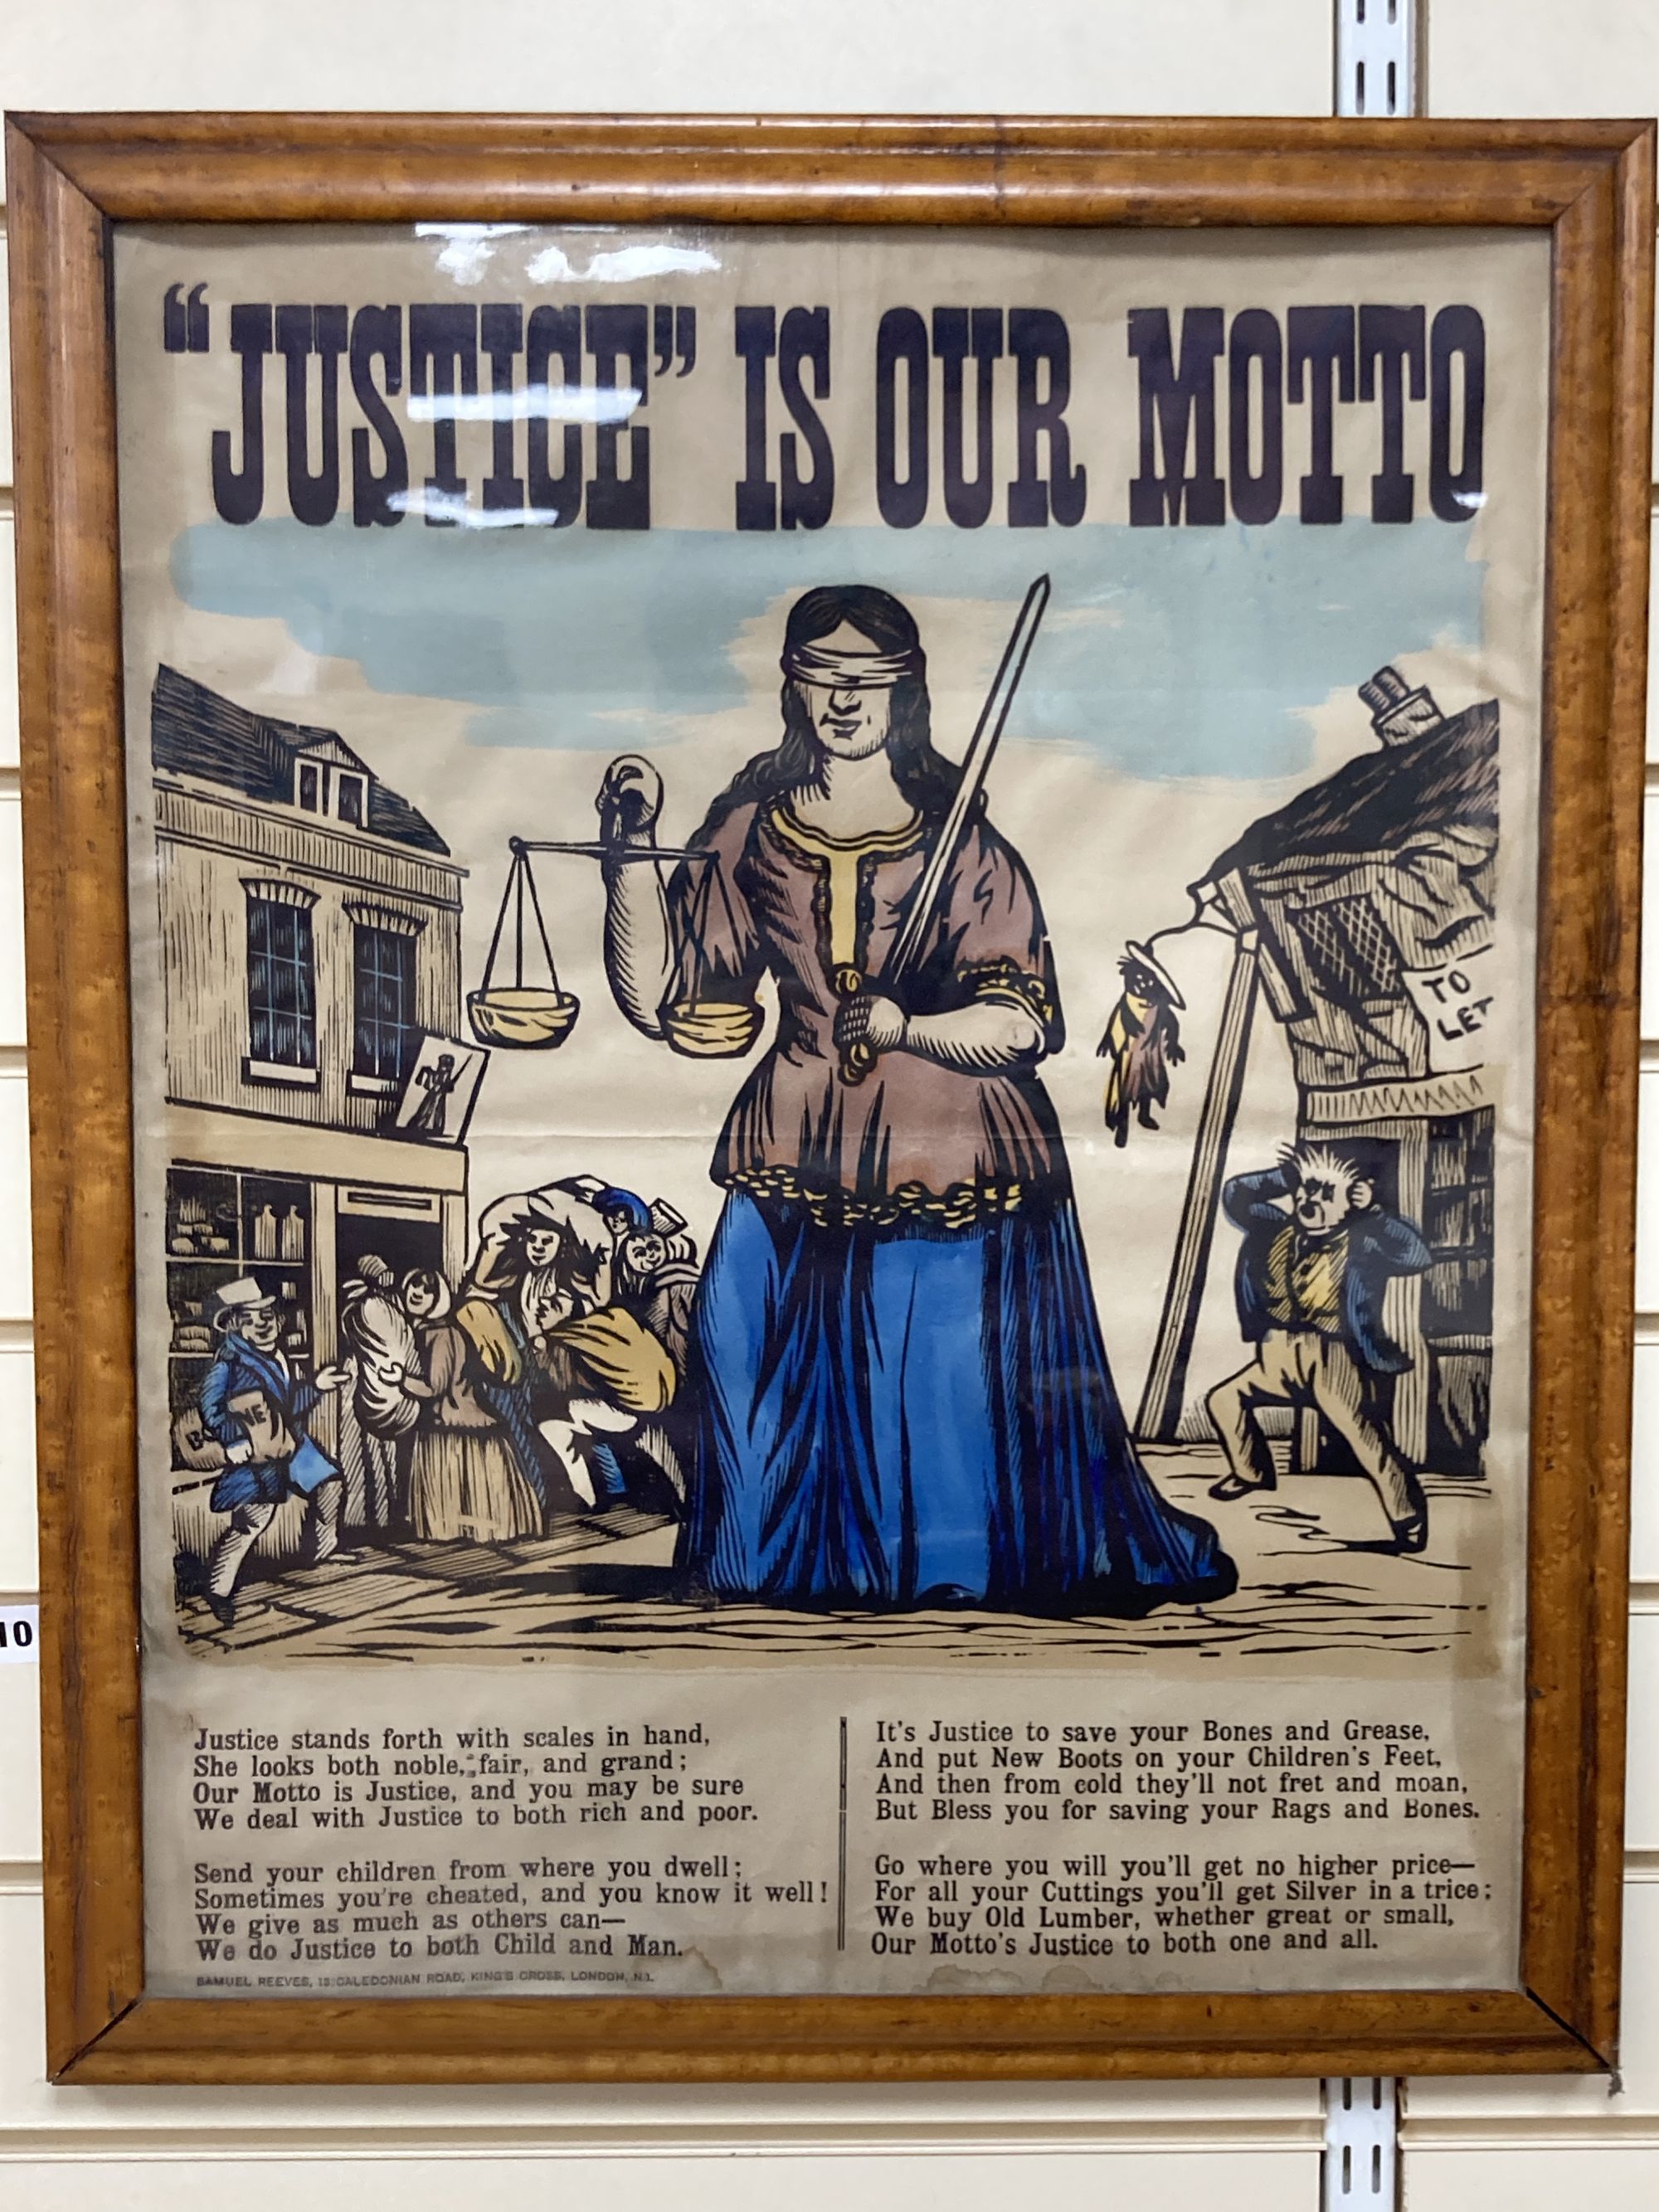 "JUSTICE" IS OUR MOTTO
TO
LET
BONE
Justice stands forth with scales in hand,
She looks both noble, fair, and grand;
Our Motto is Justice, and you may be sure
We deal with Justice to both rich and poor.
Send your children from where you dwell;
Sometimes you're cheated, and you know it well!
We give as much as others can—
We do Justice to both Child and Man.
It's Justice to save your Bones and Grease,
And put New Boots on your Children's Feet,
And then from cold they'll not fret and moan,
But Bless you for saving your Rags and Bones.
Go where you will you'll get no higher price—
For all your Cuttings you'll get Silver in a trice;
We buy Old Lumber, whether great or small,
Our Motto's Justice to both one and all.
SAMUEL REEVES, CALEDONIAN ROAD, KING'S CROSS, LONDON, N.1.
10